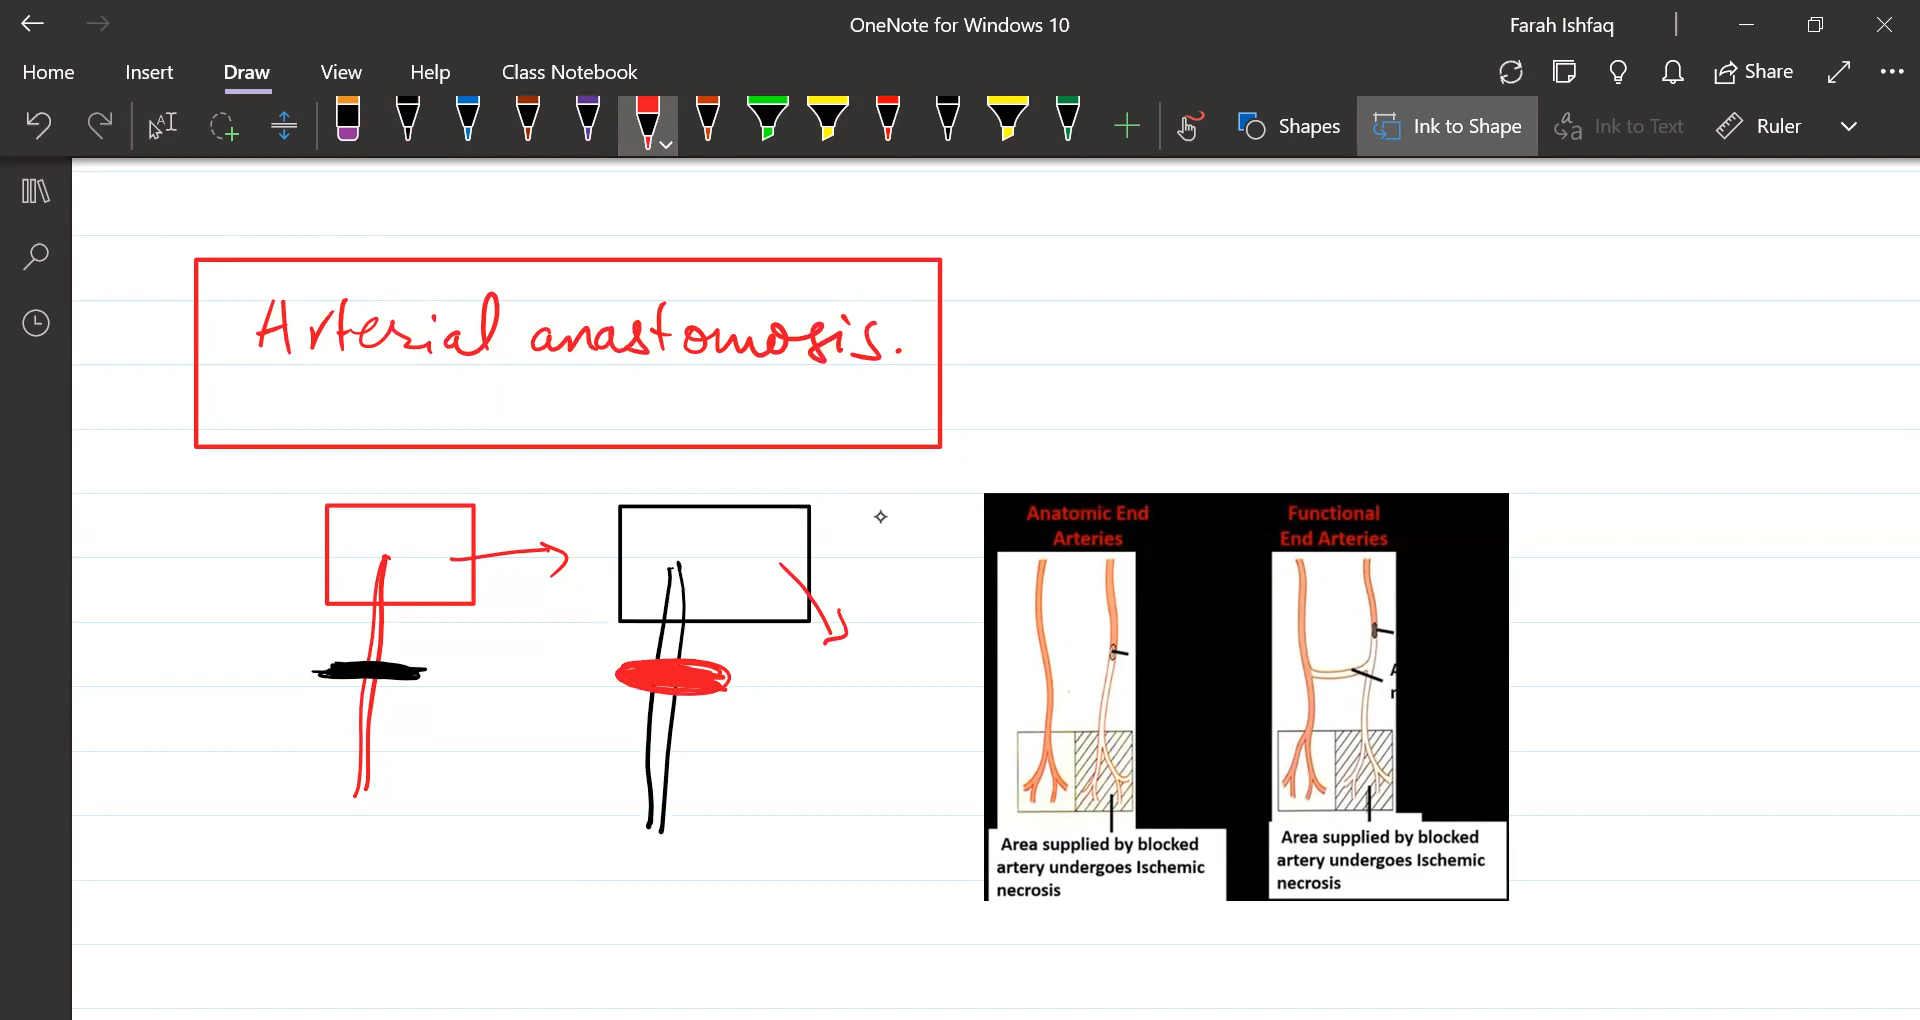 OneNote for Windows 10
Farah Ishfaq
Home Insert Draw View Help Class Notebook
Share
Shapes Ink to Shape Ink to Text Ruler
Arterial anastomosis.
Anatomic End
Arteries
Functional
End Arteries
A
Area supplied by blocked
artery undergoes Ischemic
necrosis
Area supplied by blocked
artery undergoes Ischemic
necrosis